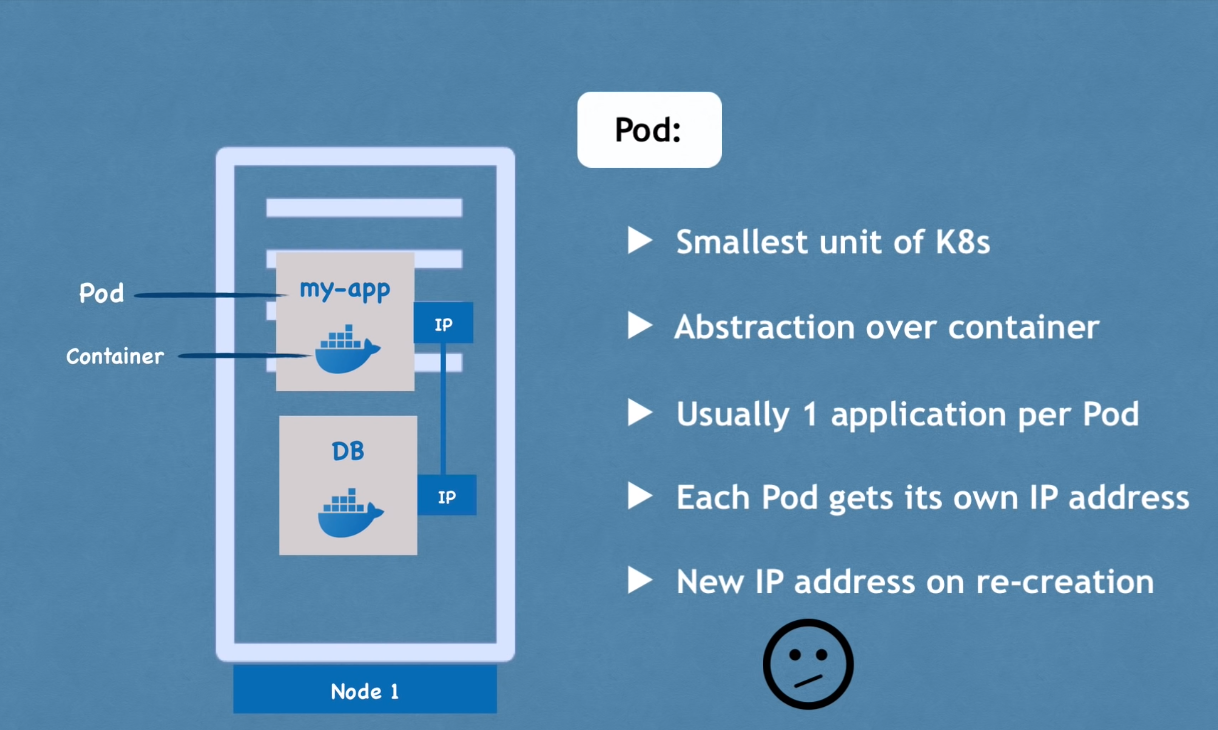 Pod:
Smallest unit of K8s
Abstraction over container
Usually 1 application per Pod
Each Pod gets its own IP address
New IP address on re-creation
Pod
Container
my-app
IP
DB
IP
Node 1